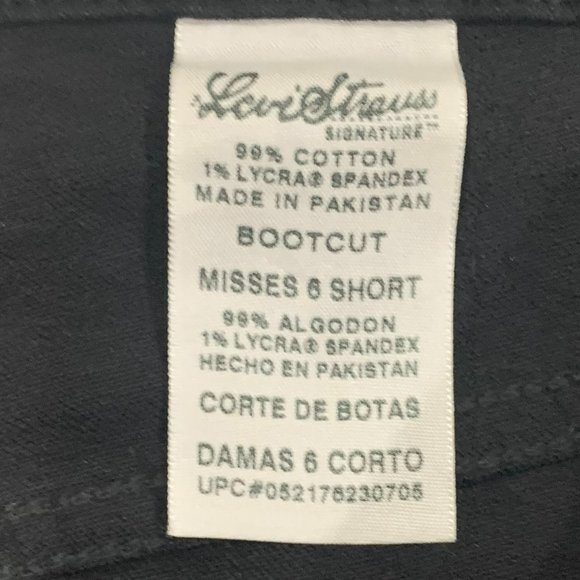 Levi Strauss
SIGNATURE™
99% COTTON
1% LYCRA® SPANDEX
MADE IN PAKISTAN
BOOTCUT
MISSES 6 SHORT
99% ALGODON
1% LYCRA® SPANDEX
HECHO EN PAKISTAN
CORTE DE BOTAS
DAMAS 6 CORTO
UPC#052176230705